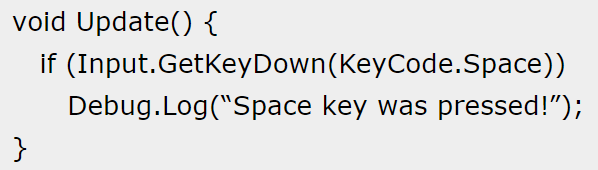 void Update() {
if (Input.GetKeyDown(KeyCode.Space))
Debug.Log(“Space key was pressed!”);
}